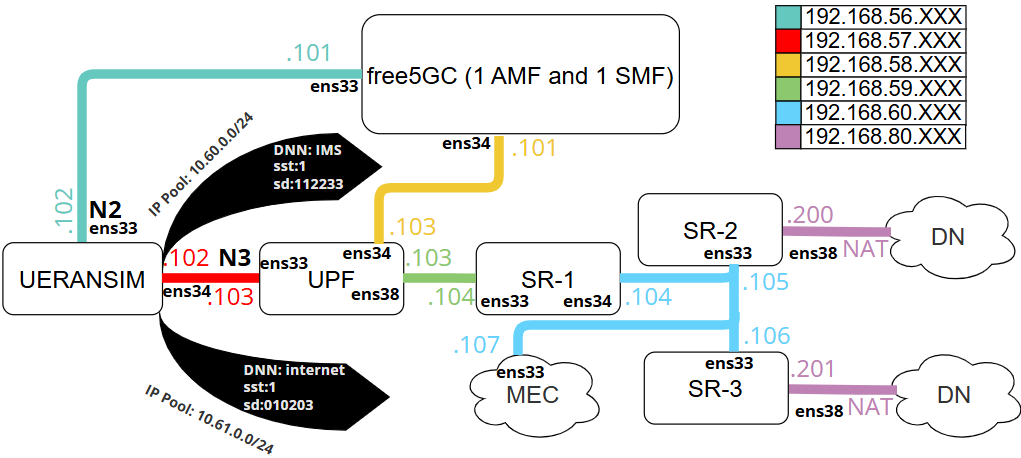 192.168.56.XXX
192.168.57.XXX
192.168.58.XXX
192.168.59.XXX
192.168.60.XXX
192.168.80.XXX
.101
ens33
free5GC (1 AMF and 1 SMF)
ens34
.101
IP Pool: 10.60.0.0/24
DNN: IMS
sst:1
sd:112233
.102
N2
ens33
UERANSIM
.102
N3
ens34
.103
ens33
UPF
ens34
.103
ens38
.103
.104
SR-1
ens33
ens34
.104
SR-2
ens33
.200
ens38
NAT
DN
.105
.107
ens33
MEC
.106
ens33
SR-3
.201
ens38
NAT
DN
DNN: internet
sst:1
sd:010203
IP Pool: 10.61.0.0/24